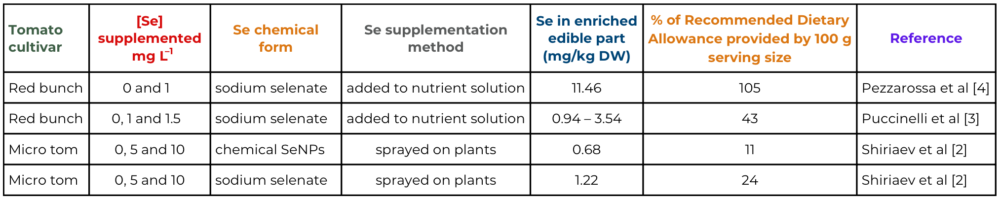 Tomato cultivar | [Se] supplemented mg L⁻¹ | Se chemical form | Se supplementation method | Se in enriched edible part (mg/kg DW) | % of Recommended Dietary Allowance provided by 100 g serving size | Reference
Red bunch | 0 and 1 | sodium selenate | added to nutrient solution | 11.46 | 105 | Pezzarossa et al [4]
Red bunch | 0, 1 and 1.5 | sodium selenate | added to nutrient solution | 0.94 – 3.54 | 43 | Puccinelli et al [3]
Micro tom | 0, 5 and 10 | chemical SeNPs | sprayed on plants | 0.68 | 11 | Shiriaev et al [2]
Micro tom | 0, 5 and 10 | sodium selenate | sprayed on plants | 1.22 | 24 | Shiriaev et al [2]